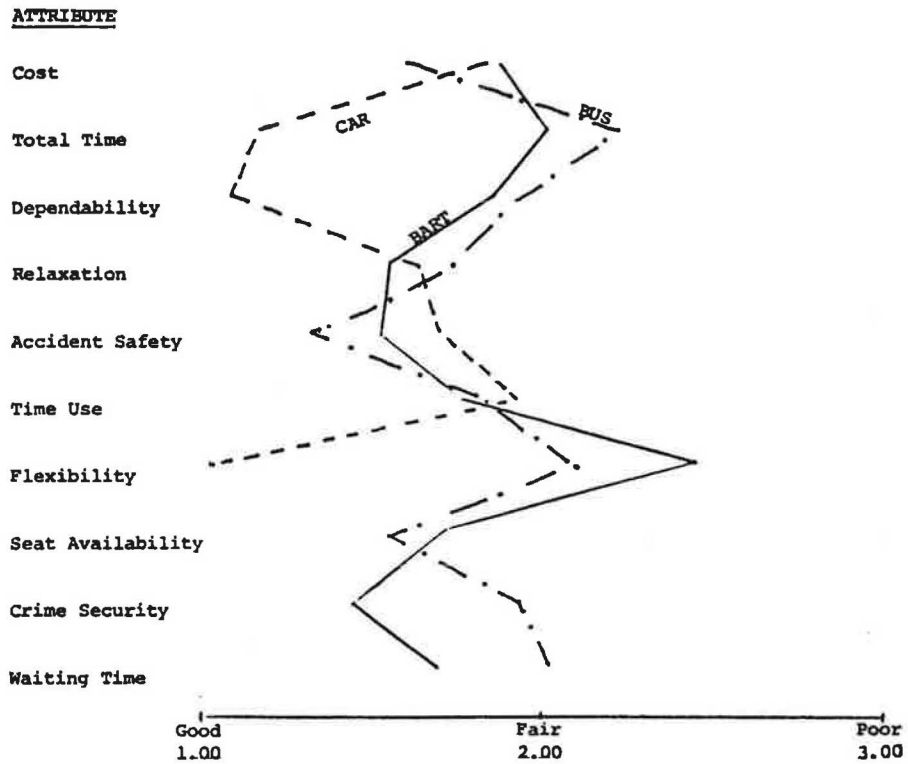 ATTRIBUTE
Cost
CAR
BUS
Total Time
Dependability
BART
Relaxation
Accident Safety
Time Use
Flexibility
Seat Availability
Crime Security
Waiting Time
Good Fair Poor
1.00 2.00 3.00